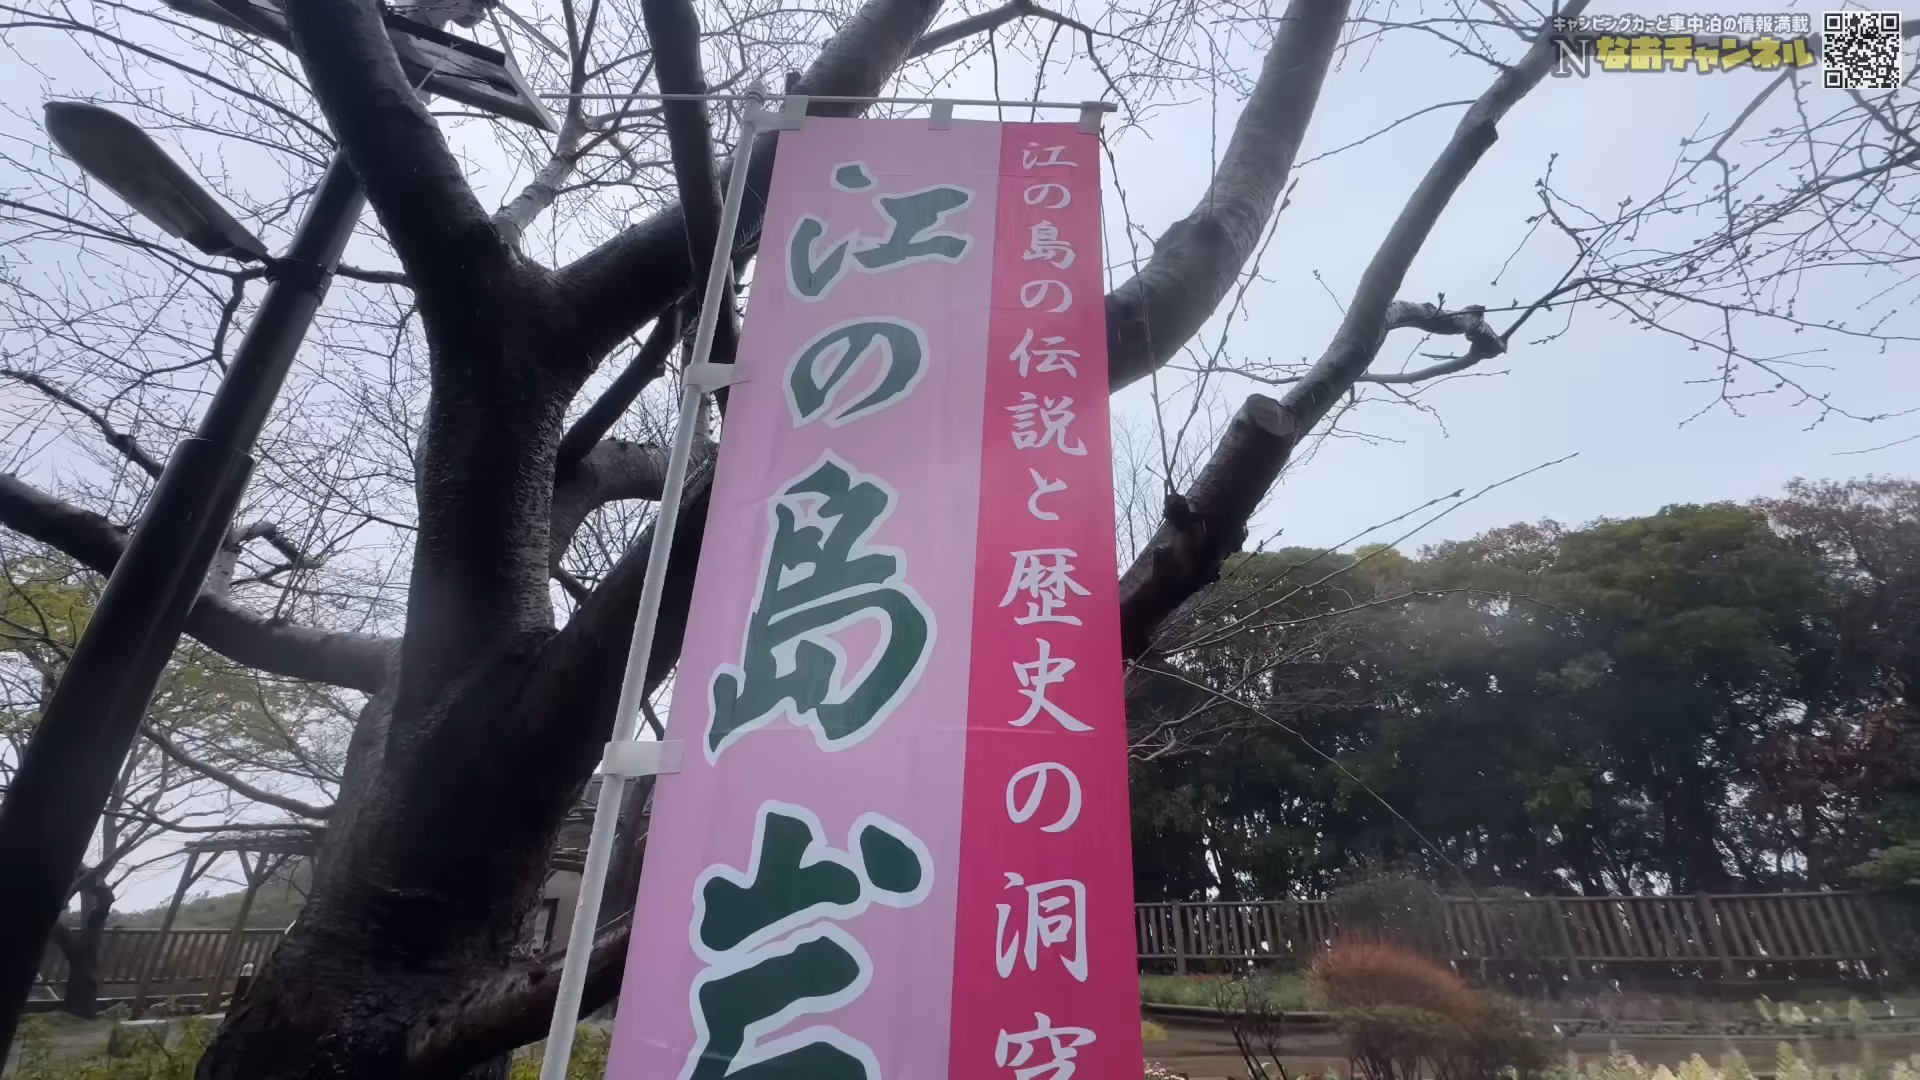 キャンピングカーと車中泊の情報満載
N なおチャンネル
江の島の伝説と歴史の洞窟
江の島岩